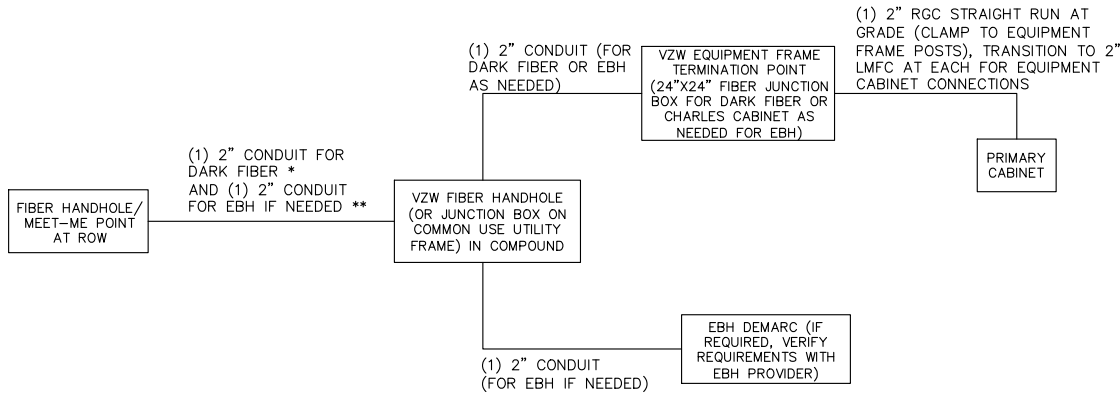 (1) 2" RGC STRAIGHT RUN AT
GRADE (CLAMP TO EQUIPMENT
FRAME POSTS), TRANSITION TO 2"
LMFC AT EACH FOR EQUIPMENT
CABINET CONNECTIONS
(1) 2" CONDUIT (FOR
DARK FIBER OR EBH
AS NEEDED)
VZW EQUIPMENT FRAME
TERMINATION POINT
(24"X24" FIBER JUNCTION
BOX FOR DARK FIBER OR
CHARLES CABINET AS
NEEDED FOR EBH)
PRIMARY
CABINET
(1) 2" CONDUIT FOR
DARK FIBER *
AND (1) 2" CONDUIT
FOR EBH IF NEEDED **
FIBER HANDHOLE/
MEET-ME POINT
AT ROW
VZW FIBER HANDHOLE
(OR JUNCTION BOX ON
COMMON USE UTILITY
FRAME) IN COMPOUND
EBH DEMARC (IF
REQUIRED, VERIFY
REQUIREMENTS WITH
EBH PROVIDER)
(1) 2" CONDUIT
(FOR EBH IF NEEDED)